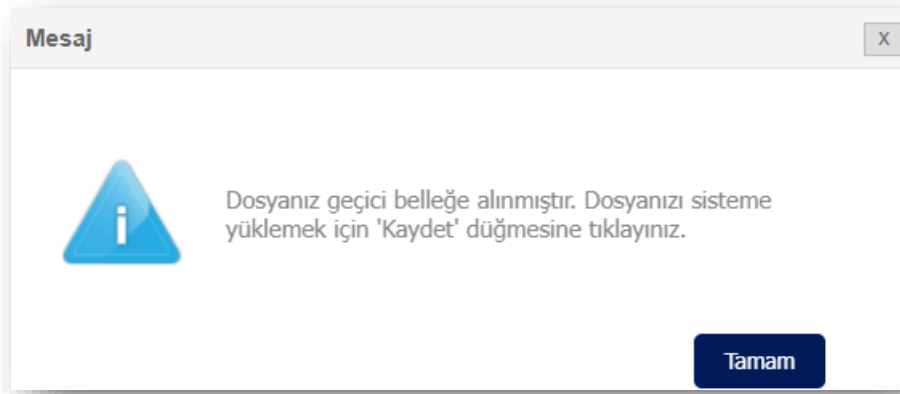 Mesaj
X
Dosyanız geçici belleğe alınmıştır. Dosyanızı sisteme
yüklemek için 'Kaydet' düğmesine tıklayınız.
Tamam